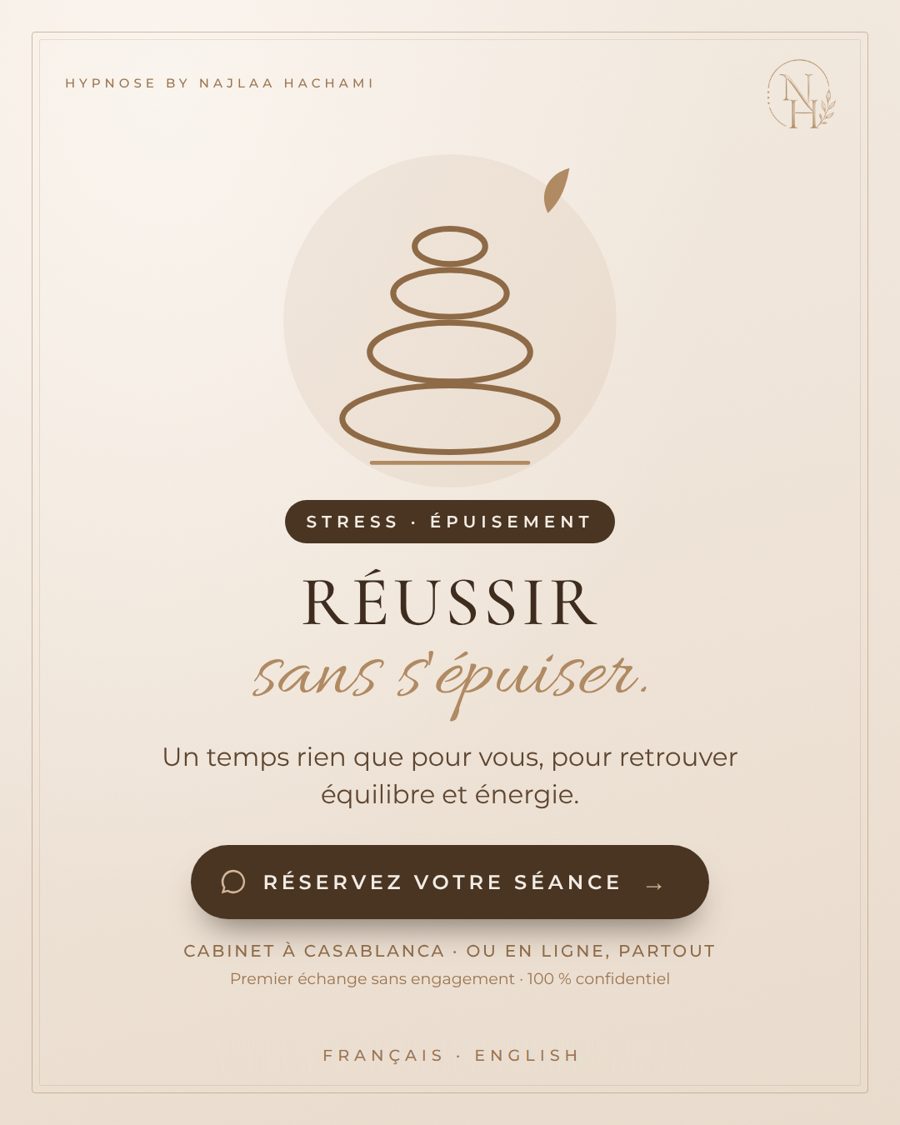 HYPNOSE BY NAJLAA HACHAMI
NH
STRESS · ÉPUISEMENT
RÉUSSIR
sans s'épuiser.
Un temps rien que pour vous, pour retrouver
équilibre et énergie.
RÉSERVEZ VOTRE SÉANCE →
CABINET À CASABLANCA · OU EN LIGNE, PARTOUT
Premier échange sans engagement · 100 % confidentiel
FRANÇAIS · ENGLISH